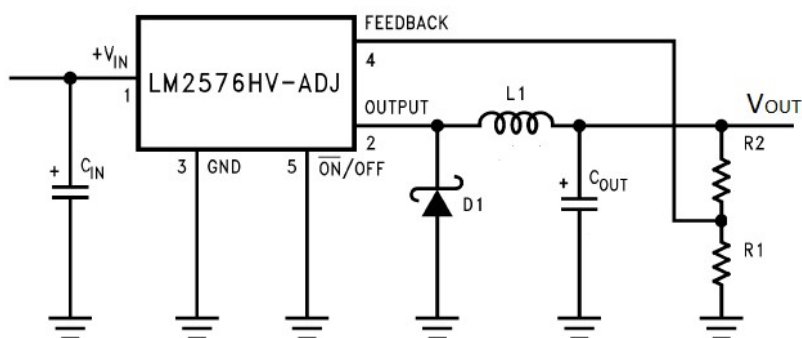 FEEDBACK
+VIN
4
LM2576HV-ADJ
1
OUTPUT
L1
VOUT
2
R2
3 GND
5 ON/OFF
+ CIN
D1
+ COUT
R1